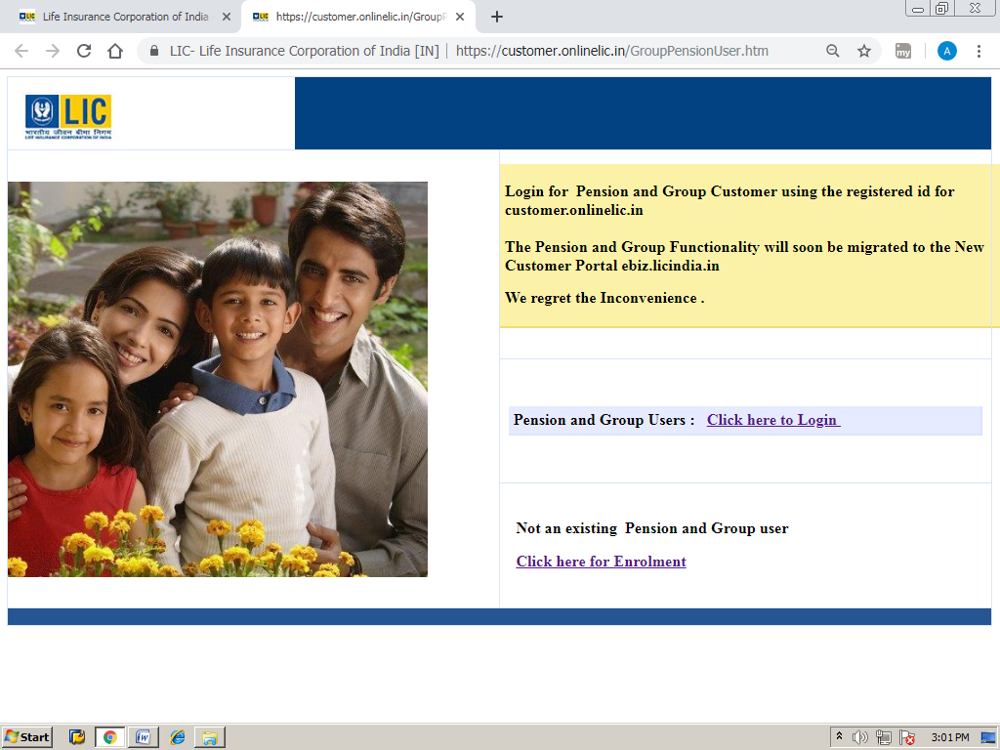 Life Insurance Corporation of India
https://customer.onlinelic.in/GroupP
LIC- Life Insurance Corporation of India [IN] | https://customer.onlinelic.in/GroupPensionUser.htm
my
A
LIC
LIC
भारतीय जीवन बीमा निगम
LIFE INSURANCE CORPORATION OF INDIA
Login for Pension and Group Customer using the registered id for
customer.onlinelic.in
The Pension and Group Functionality will soon be migrated to the New
Customer Portal ebiz.licindia.in
We regret the Inconvenience .
Pension and Group Users : Click here to Login
Not an existing Pension and Group user
Click here for Enrolment
Start
3:01 PM